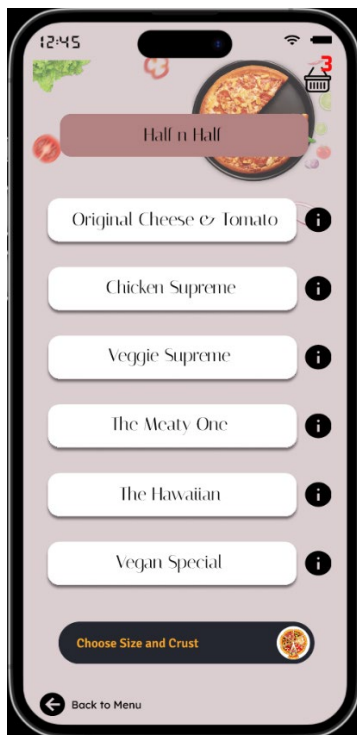 12:45
3
Half n Half
Original Cheese & Tomato
Chicken Supreme
Veggie Supreme
The Meaty One
The Hawaiian
Vegan Special
Choose Size and Crust
Back to Menu